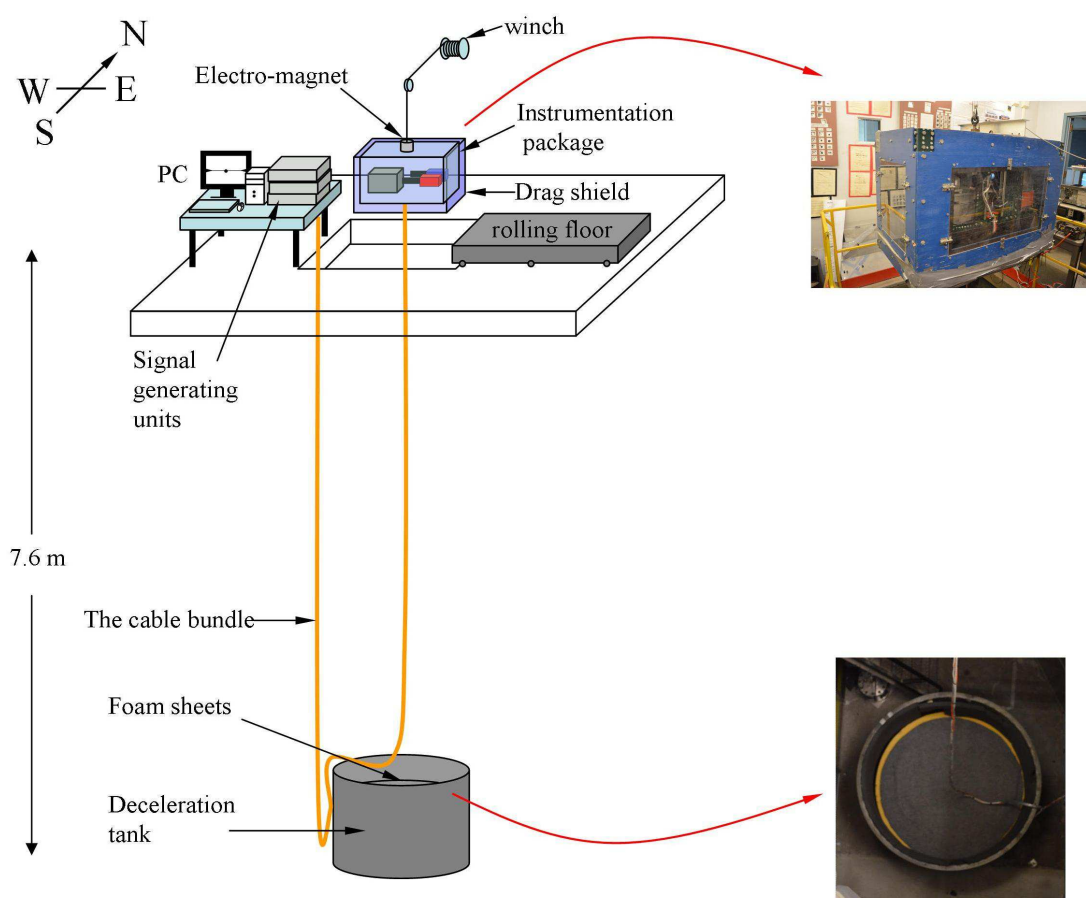 N
W
E
S
winch
Electro-magnet
Instrumentation
package
PC
Drag shield
rolling floor
Signal
generating
units
7.6 m
The cable bundle
Foam sheets
Deceleration
tank